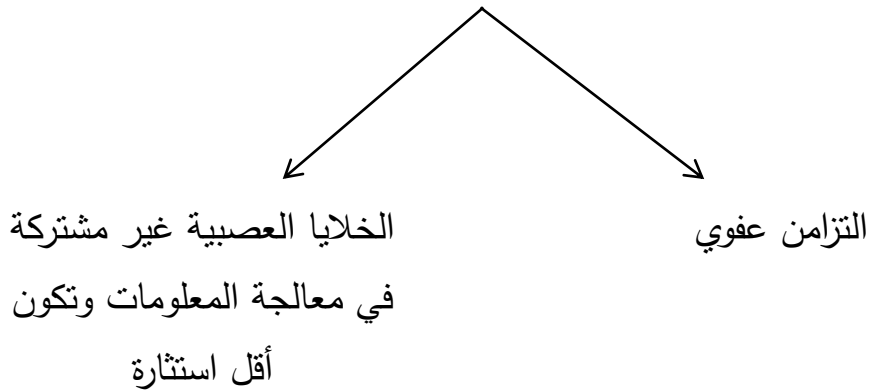 التزامن عفوي
الخلايا العصبية غير مشتركة
في معالجة المعلومات وتكون
أقل استثارة